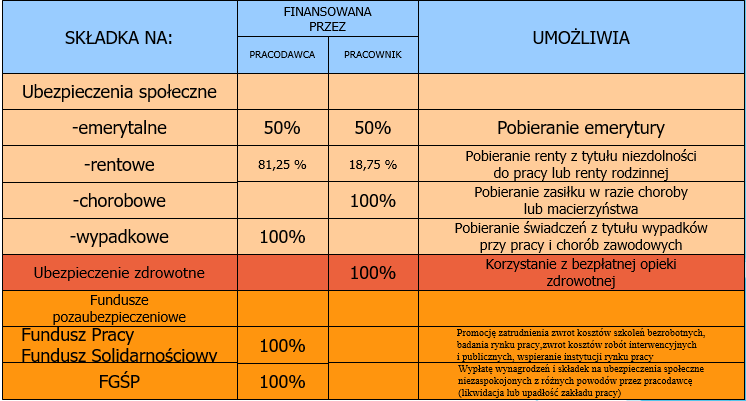 SKŁADKA NA:
FINANSOWANA
PRZEZ
UMOŻLIWIA
PRACODAWCA
PRACOWNIK
Ubezpieczenia społeczne
-emerytalne
50%
50%
Pobieranie emerytury
-rentowe
81,25 %
18,75 %
Pobieranie renty z tytułu niezdolności
do pracy lub renty rodzinnej
-chorobowe
100%
Pobieranie zasiłku w razie choroby
lub macierzyństwa
-wypadkowe
100%
Pobieranie świadczeń z tytułu wypadków
przy pracy i chorób zawodowych
Ubezpieczenie zdrowotne
100%
Korzystanie z bezpłatnej opieki
zdrowotnej
Fundusze
pozaubezpieczeniowe
Fundusz Pracy
Fundusz Solidarnościowy
100%
Promocję zatrudnienia zwrot kosztów szkoleń bezrobotnych,
badania rynku pracy,zwrot kosztów robót interwencyjnych
i publicznych, wspieranie instytucji rynku pracy
FGŚP
100%
Wypłatę wynagrodzeń i składek na ubezpieczenia społeczne
niezaspokojonych z różnych powodów przez pracodawcę
(likwidacja lub upadłość zakładu pracy)